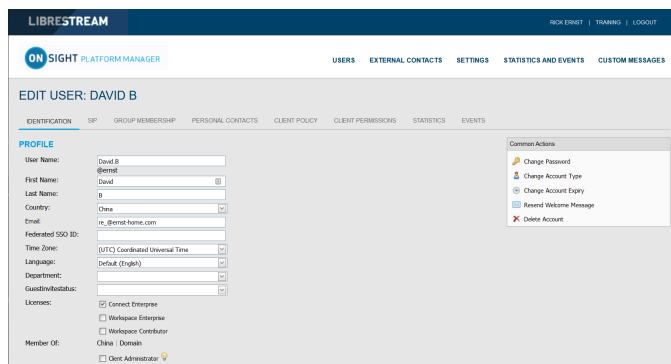 LIBRESTREAM
RICK ERNST | TRAINING | LOGOUT
ON SIGHT PLATFORM MANAGER
USERS EXTERNAL CONTACTS SETTINGS STATISTICS AND EVENTS CUSTOM MESSAGES
EDIT USER: DAVID B
IDENTIFICATION SIP GROUP MEMBERSHIP PERSONAL CONTACTS CLIENT POLICY CLIENT PERMISSIONS STATISTICS EVENTS
PROFILE
User Name: David.B
@ernst
First Name: David
Last Name: B
Country: China
Email: re_@ernst-home.com
Federated SSO ID:
Time Zone: (UTC) Coordinated Universal Time
Language: Default (English)
Department:
Guestinvitestatus:
Licenses: Connect Enterprise
Workspace Enterprise
Workspace Contributor
Member Of: China | Domain
Client Administrator
Common Actions
Change Password
Change Account Type
Change Account Expiry
Resend Welcome Message
Delete Account